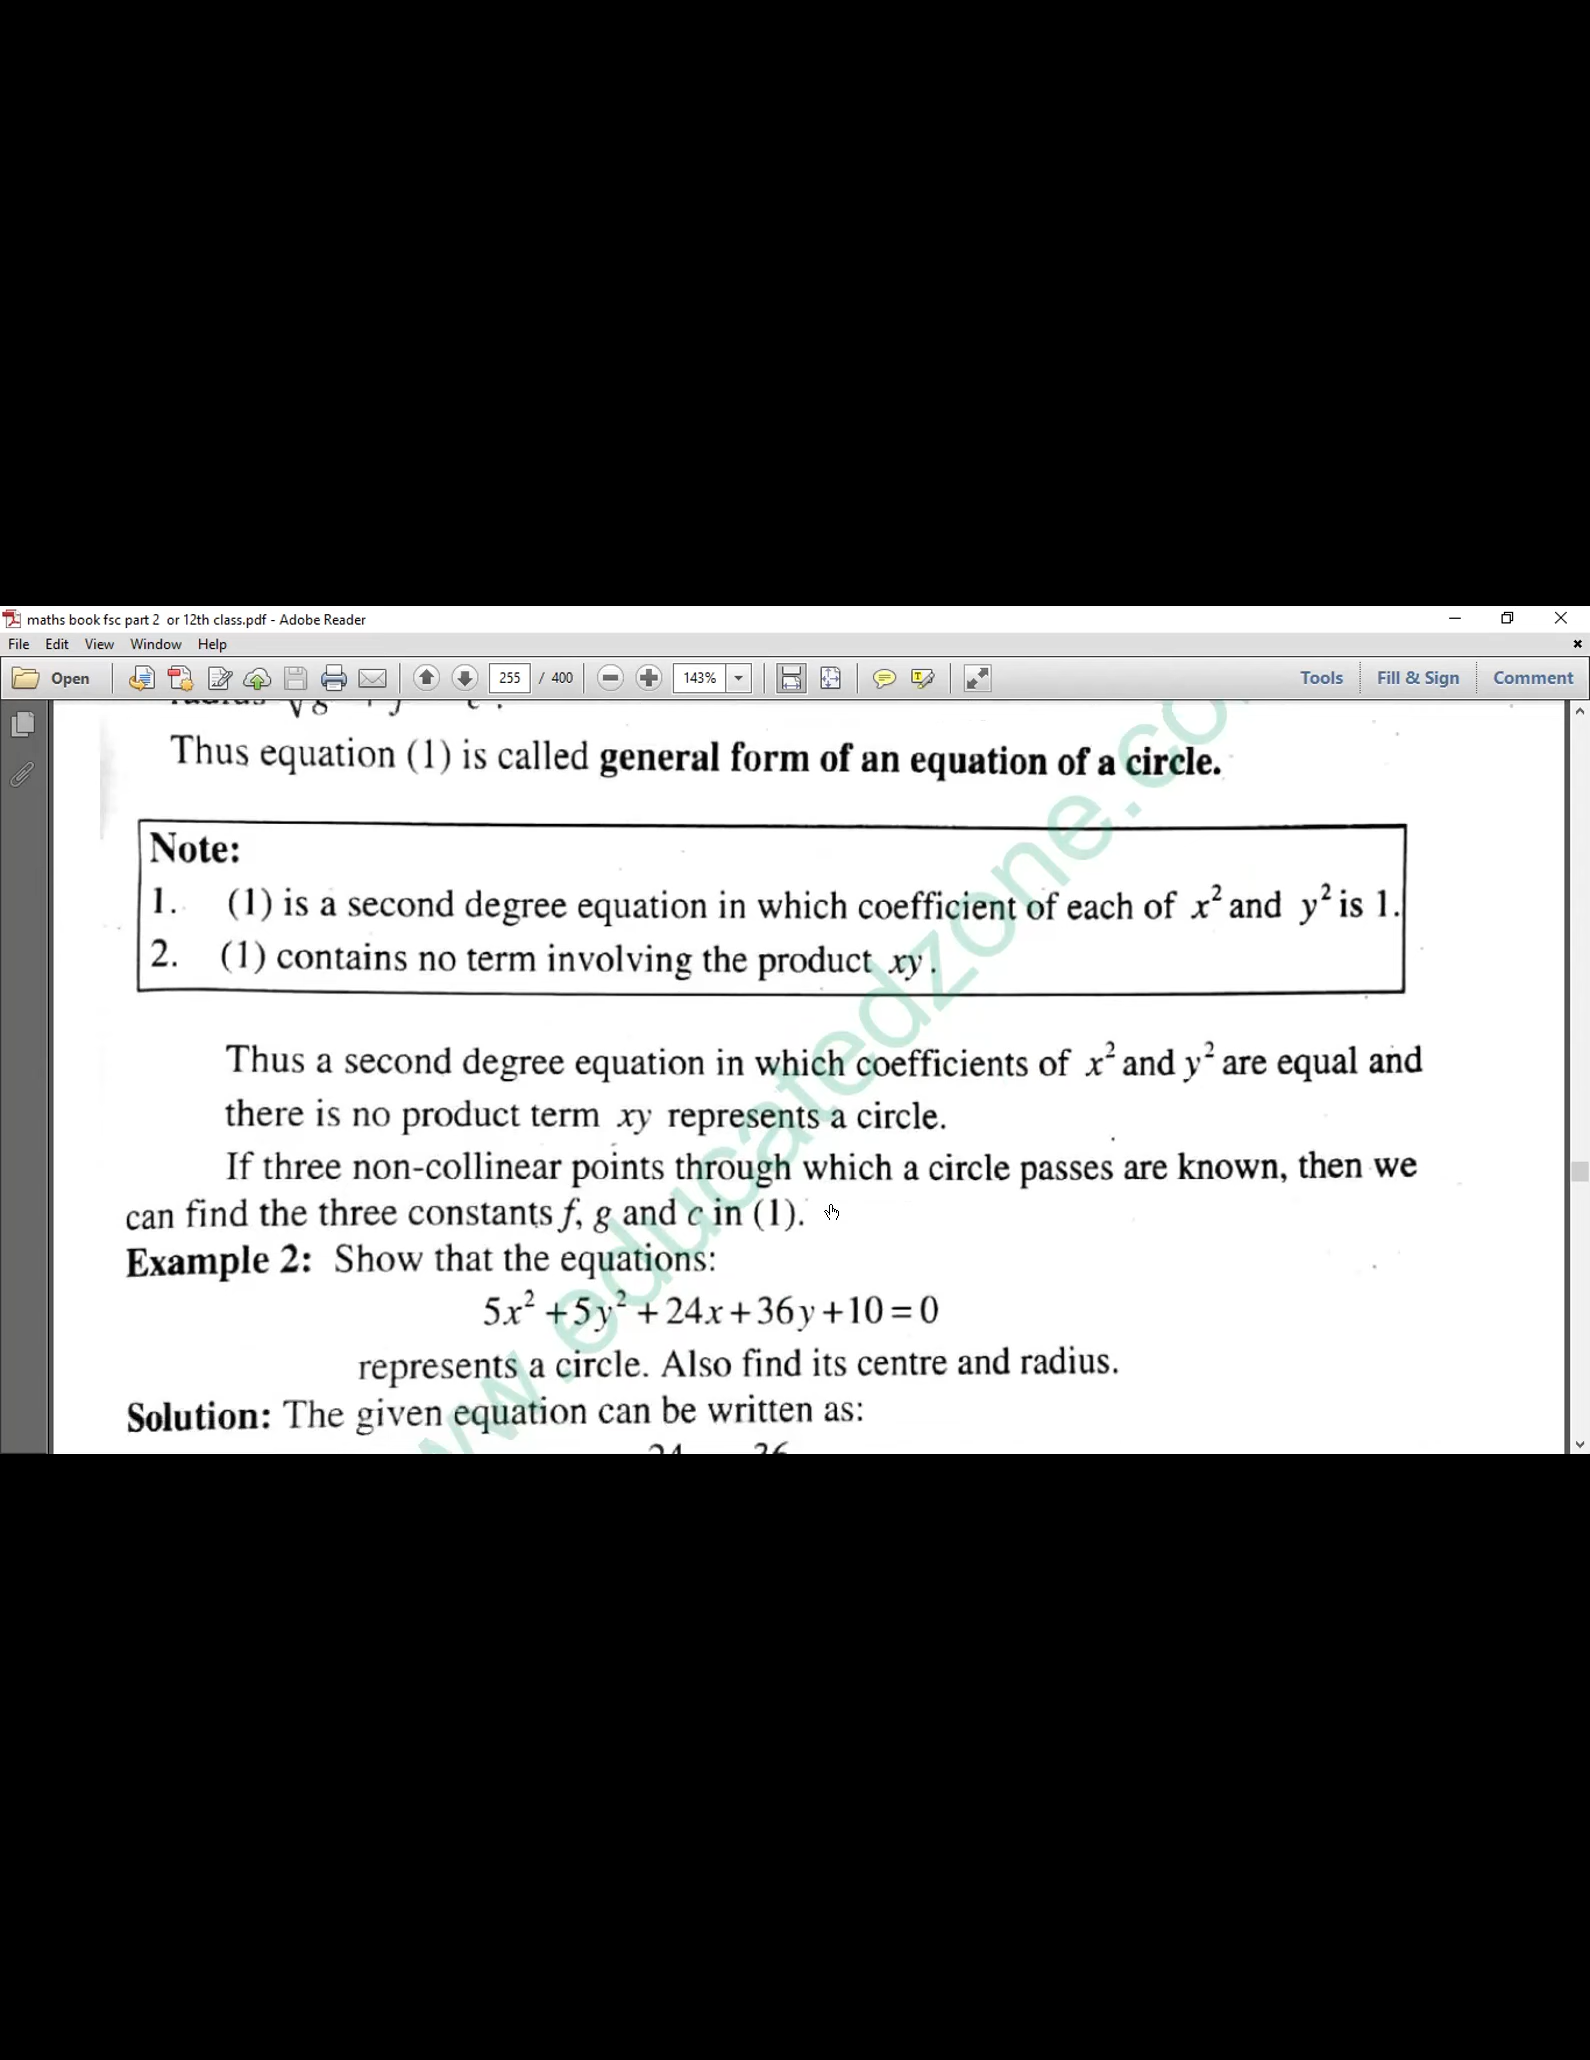 maths book fsc part 2 or 12th class.pdf - Adobe Reader
File Edit View Window Help
Open 255 / 400 143% Tools Fill & Sign Comment
Thus equation (1) is called general form of an equation of a circle.
Note:
1. (1) is a second degree equation in which coefficient of each of x² and y² is 1.
2. (1) contains no term involving the product xy.
Thus a second degree equation in which coefficients of x² and y² are equal and
there is no product term xy represents a circle.
If three non-collinear points through which a circle passes are known, then we
can find the three constants f, g and c in (1).
Example 2: Show that the equations:
5x² + 5y² + 24x + 36y + 10 = 0
represents a circle. Also find its centre and radius.
Solution: The given equation can be written as:
w.educatedzone.co